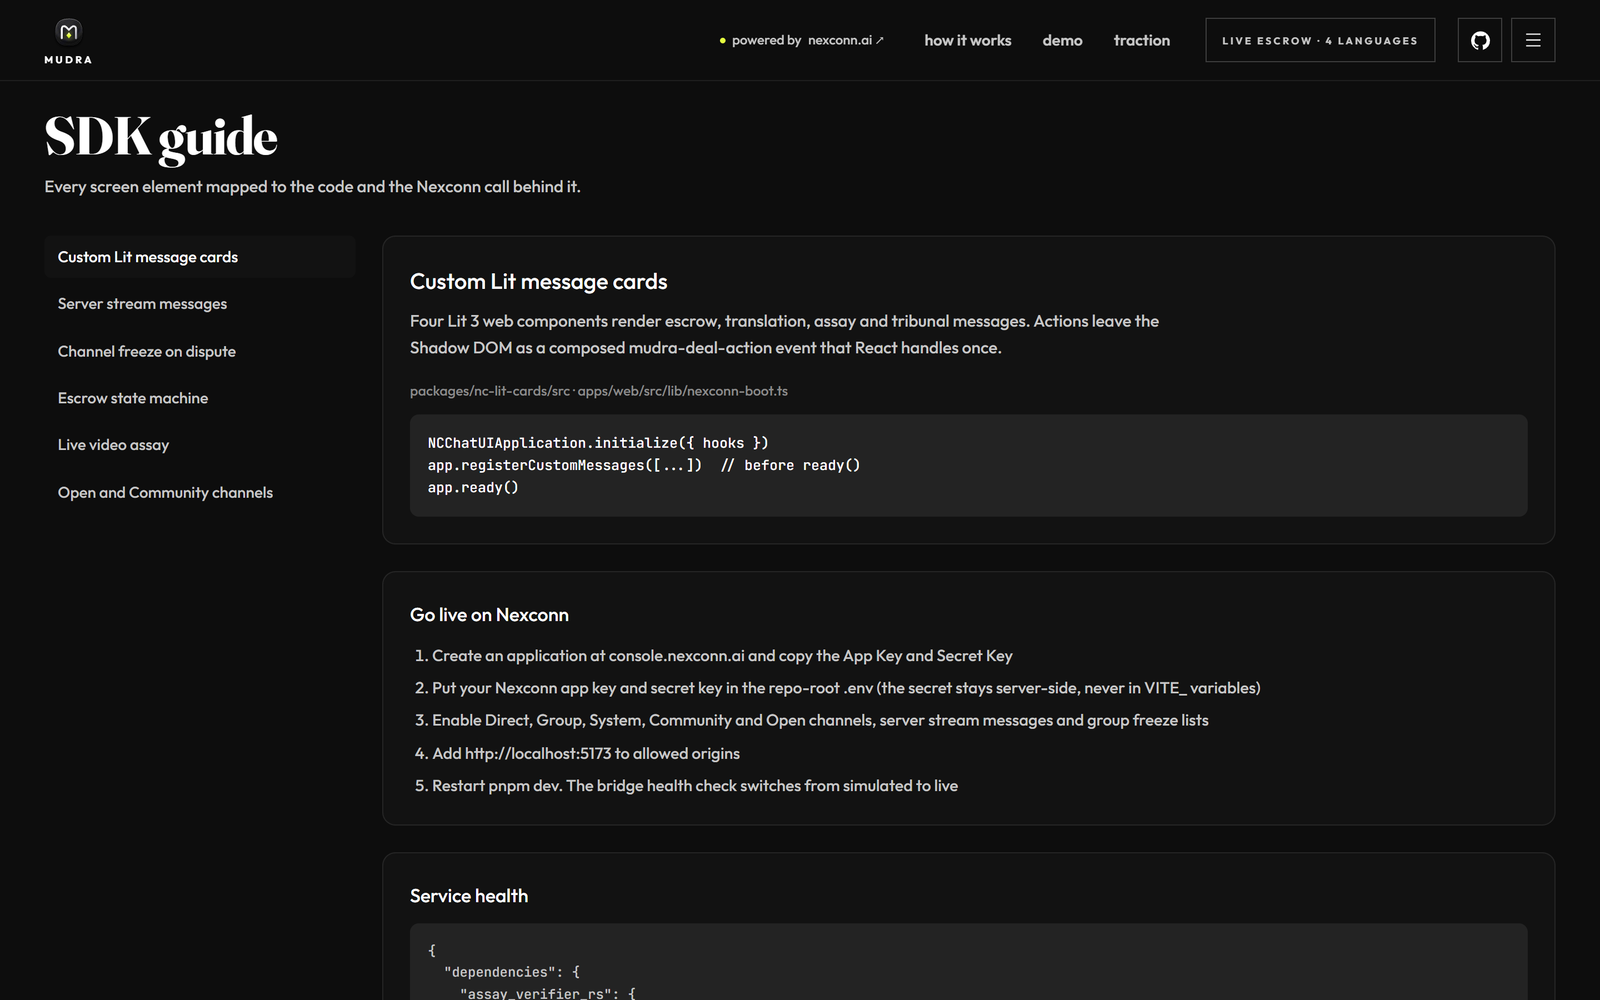 MUDRA
powered by nexconn.ai ↗
how it works
demo
traction
LIVE ESCROW · 4 LANGUAGES
SDK guide
Every screen element mapped to the code and the Nexconn call behind it.
Custom Lit message cards
Server stream messages
Channel freeze on dispute
Escrow state machine
Live video assay
Open and Community channels
Custom Lit message cards
Four Lit 3 web components render escrow, translation, assay and tribunal messages. Actions leave the
Shadow DOM as a composed mudra-deal-action event that React handles once.
packages/nc-lit-cards/src · apps/web/src/lib/nexconn-boot.ts
NCChatUIApplication.initialize({ hooks })
app.registerCustomMessages([...])  // before ready()
app.ready()
Go live on Nexconn
1. Create an application at console.nexconn.ai and copy the App Key and Secret Key
2. Put your Nexconn app key and secret key in the repo-root .env (the secret stays server-side, never in VITE_ variables)
3. Enable Direct, Group, System, Community and Open channels, server stream messages and group freeze lists
4. Add http://localhost:5173 to allowed origins
5. Restart pnpm dev. The bridge health check switches from simulated to live
Service health
{
"dependencies": {
"assay_verifier_rs": {